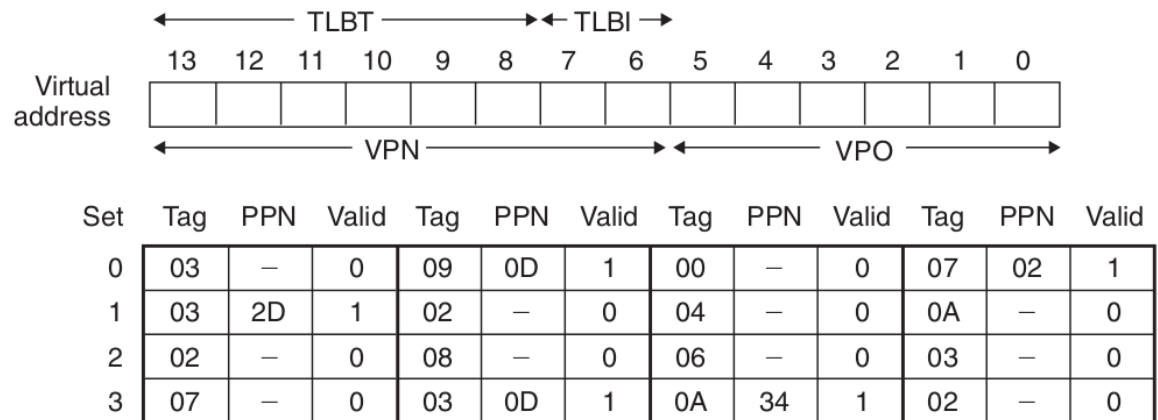 TLBT TLBI
13 12 11 10 9 8 7 6 5 4 3 2 1 0
Virtual
address
VPN VPO
Set Tag PPN Valid Tag PPN Valid Tag PPN Valid Tag PPN Valid
0 03 – 0 09 0D 1 00 – 0 07 02 1
1 03 2D 1 02 – 0 04 – 0 0A – 0
2 02 – 0 08 – 0 06 – 0 03 – 0
3 07 – 0 03 0D 1 0A 34 1 02 – 0